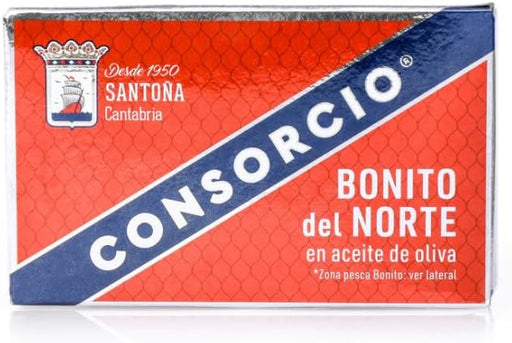 Desde 1950
SANTOÑA
Cantabria
CONSORCIO®
BONITO
del NORTE
en aceite de oliva
*Zona pesca Bonito: ver lateral